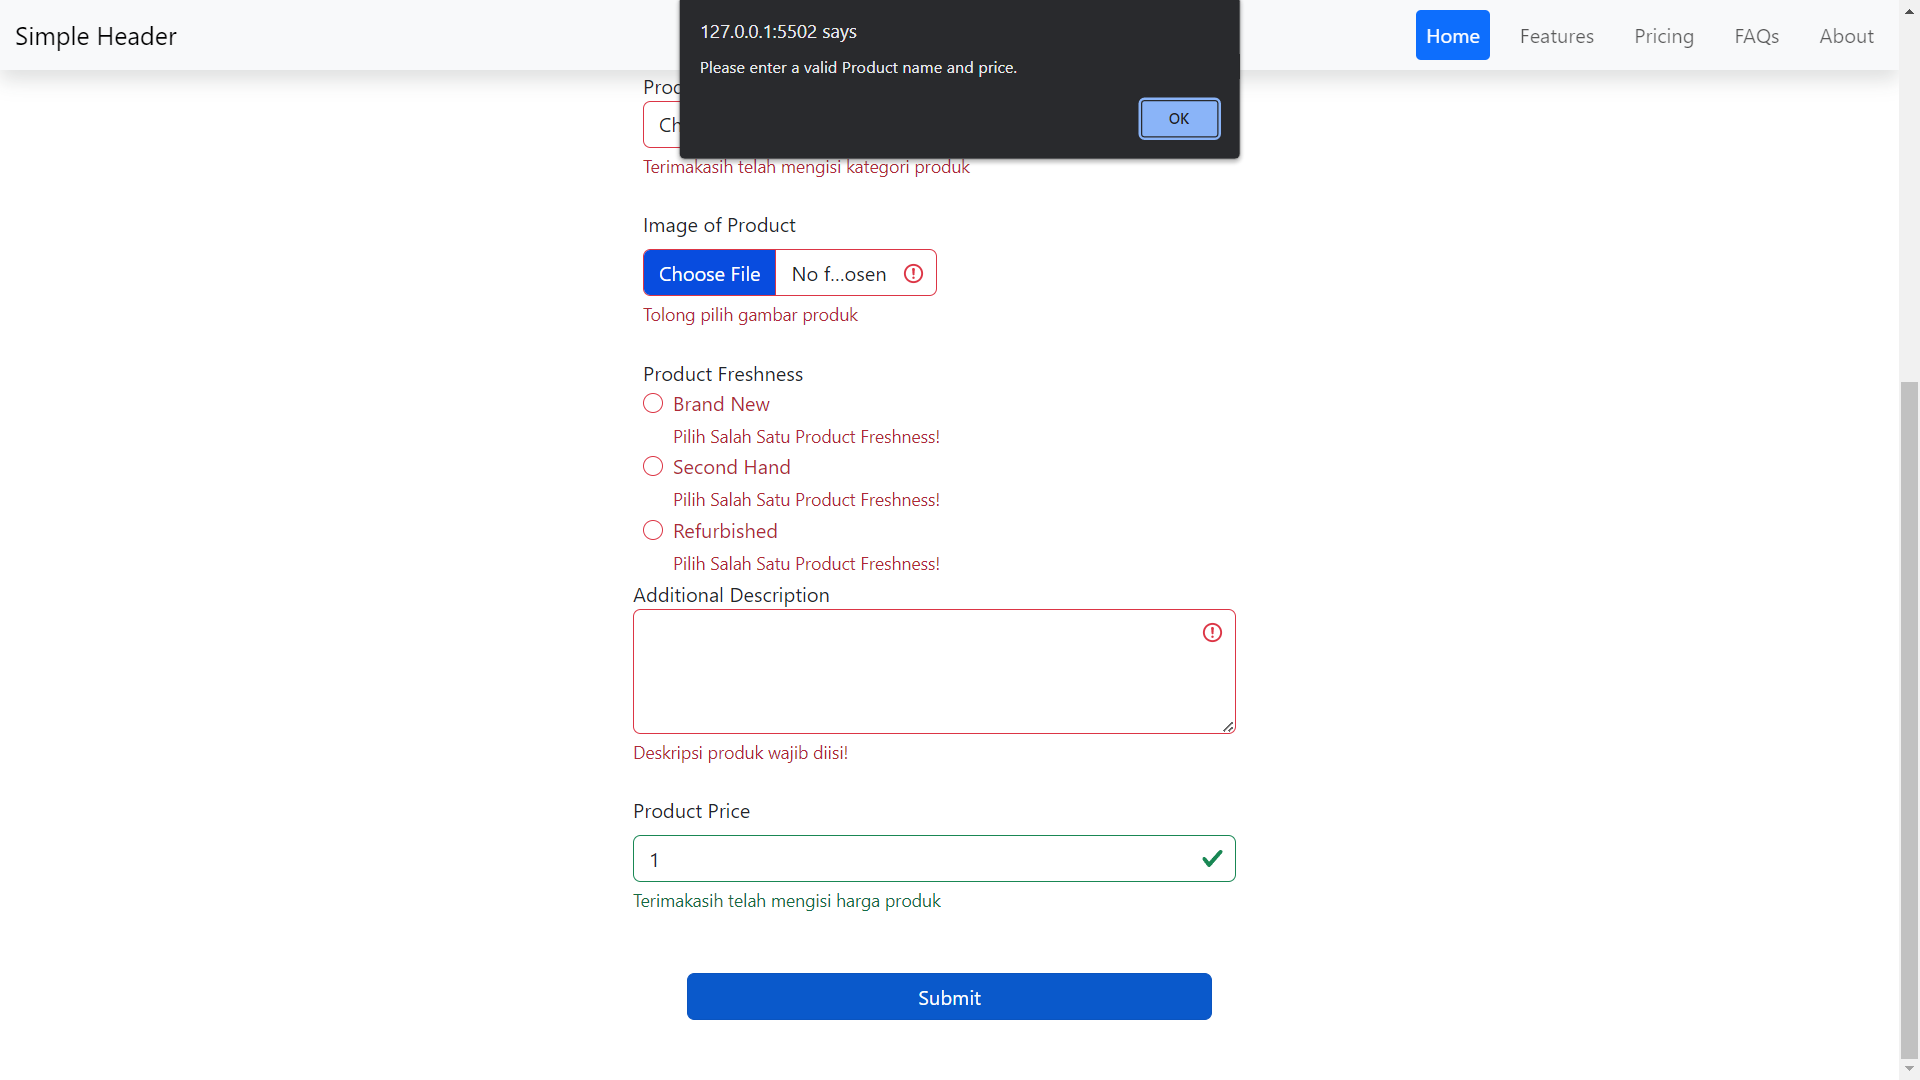 Simple Header
Home
Features
Pricing
FAQs
About
127.0.0.1:5502 says
Please enter a valid Product name and price.
OK
Terimakasih telah mengisi kategori produk
Image of Product
Choose File
No f...osen
Tolong pilih gambar produk
Product Freshness
Brand New
Pilih Salah Satu Product Freshness!
Second Hand
Pilih Salah Satu Product Freshness!
Refurbished
Pilih Salah Satu Product Freshness!
Additional Description
Deskripsi produk wajib diisi!
Product Price
1
Terimakasih telah mengisi harga produk
Submit